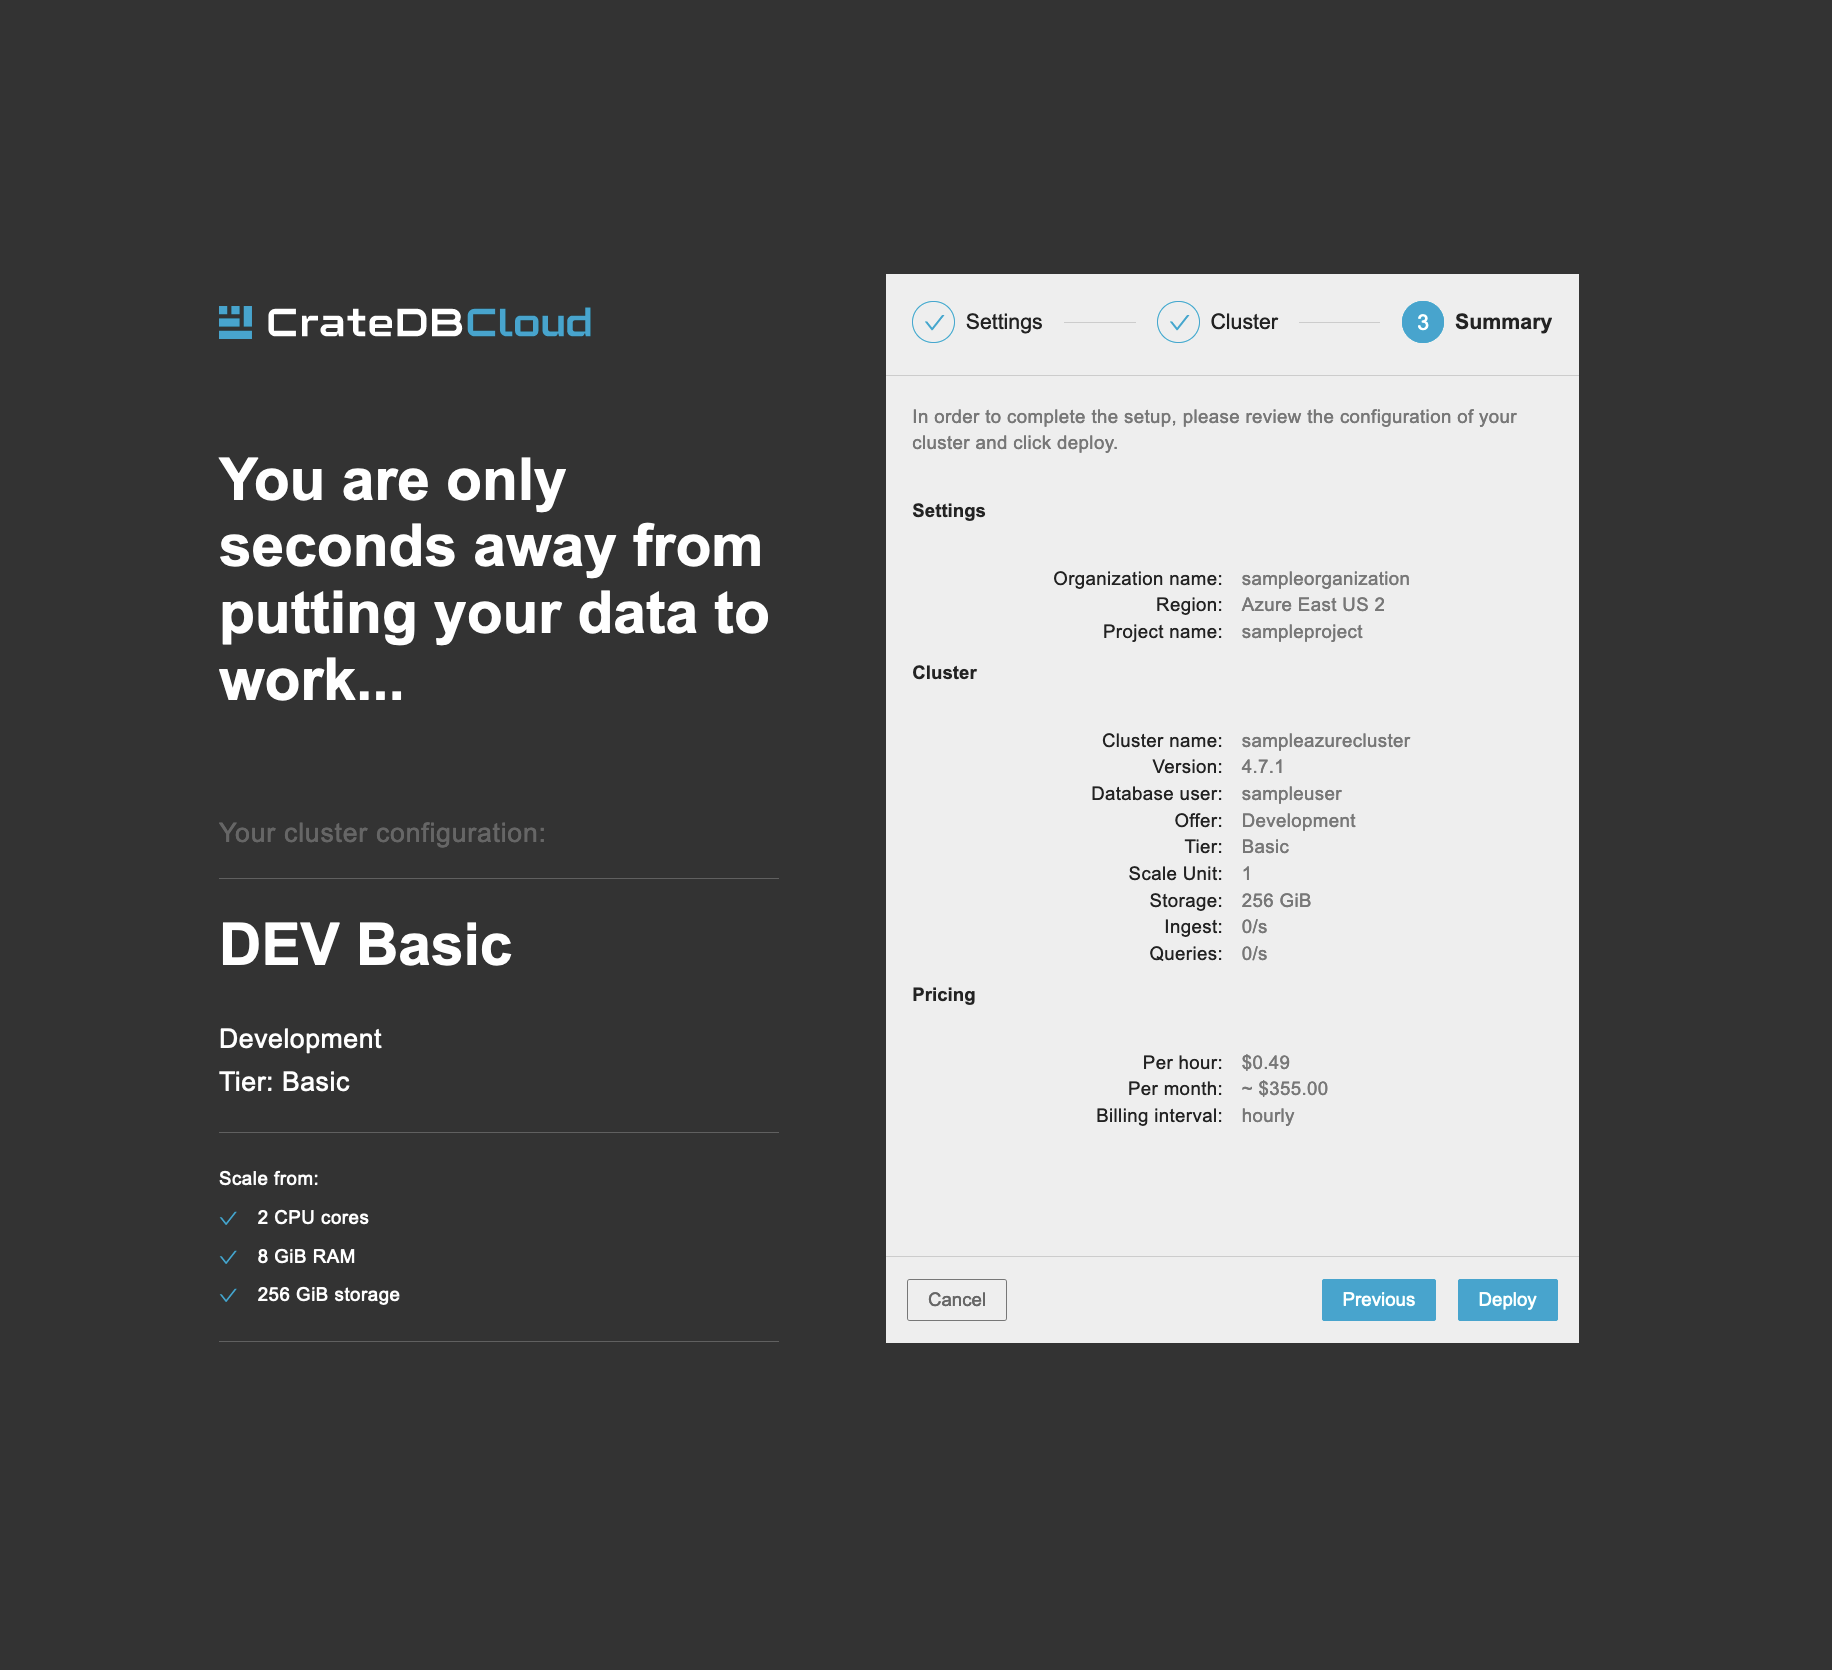 CrateDBCloud
You are only
seconds away from
putting your data to
work...
Your cluster configuration:
DEV Basic
Development
Tier: Basic
Scale from:
2 CPU cores
8 GiB RAM
256 GiB storage
Settings
Cluster
3 Summary
In order to complete the setup, please review the configuration of your
cluster and click deploy.
Settings
Organization name: sampleorganization
Region: Azure East US 2
Project name: sampleproject
Cluster
Cluster name: sampleazurecluster
Version: 4.7.1
Database user: sampleuser
Offer: Development
Tier: Basic
Scale Unit: 1
Storage: 256 GiB
Ingest: 0/s
Queries: 0/s
Pricing
Per hour: $0.49
Per month: ~ $355.00
Billing interval: hourly
Cancel
Previous
Deploy